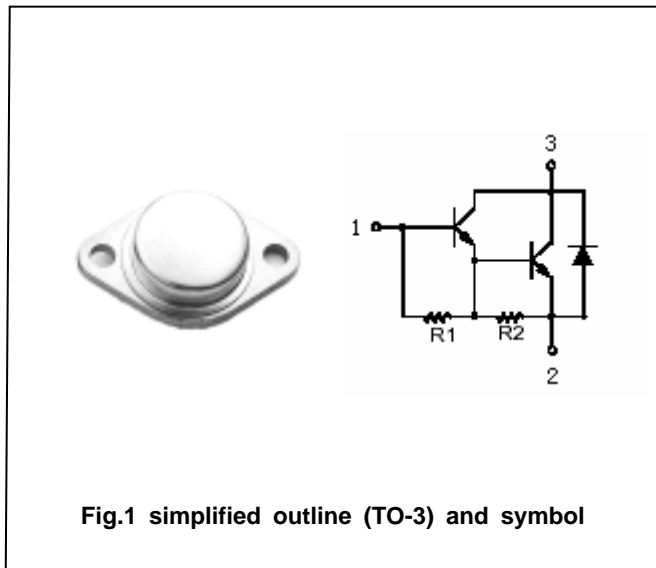 3
1
R1
R2
2
Fig.1 simplified outline (TO-3) and symbol